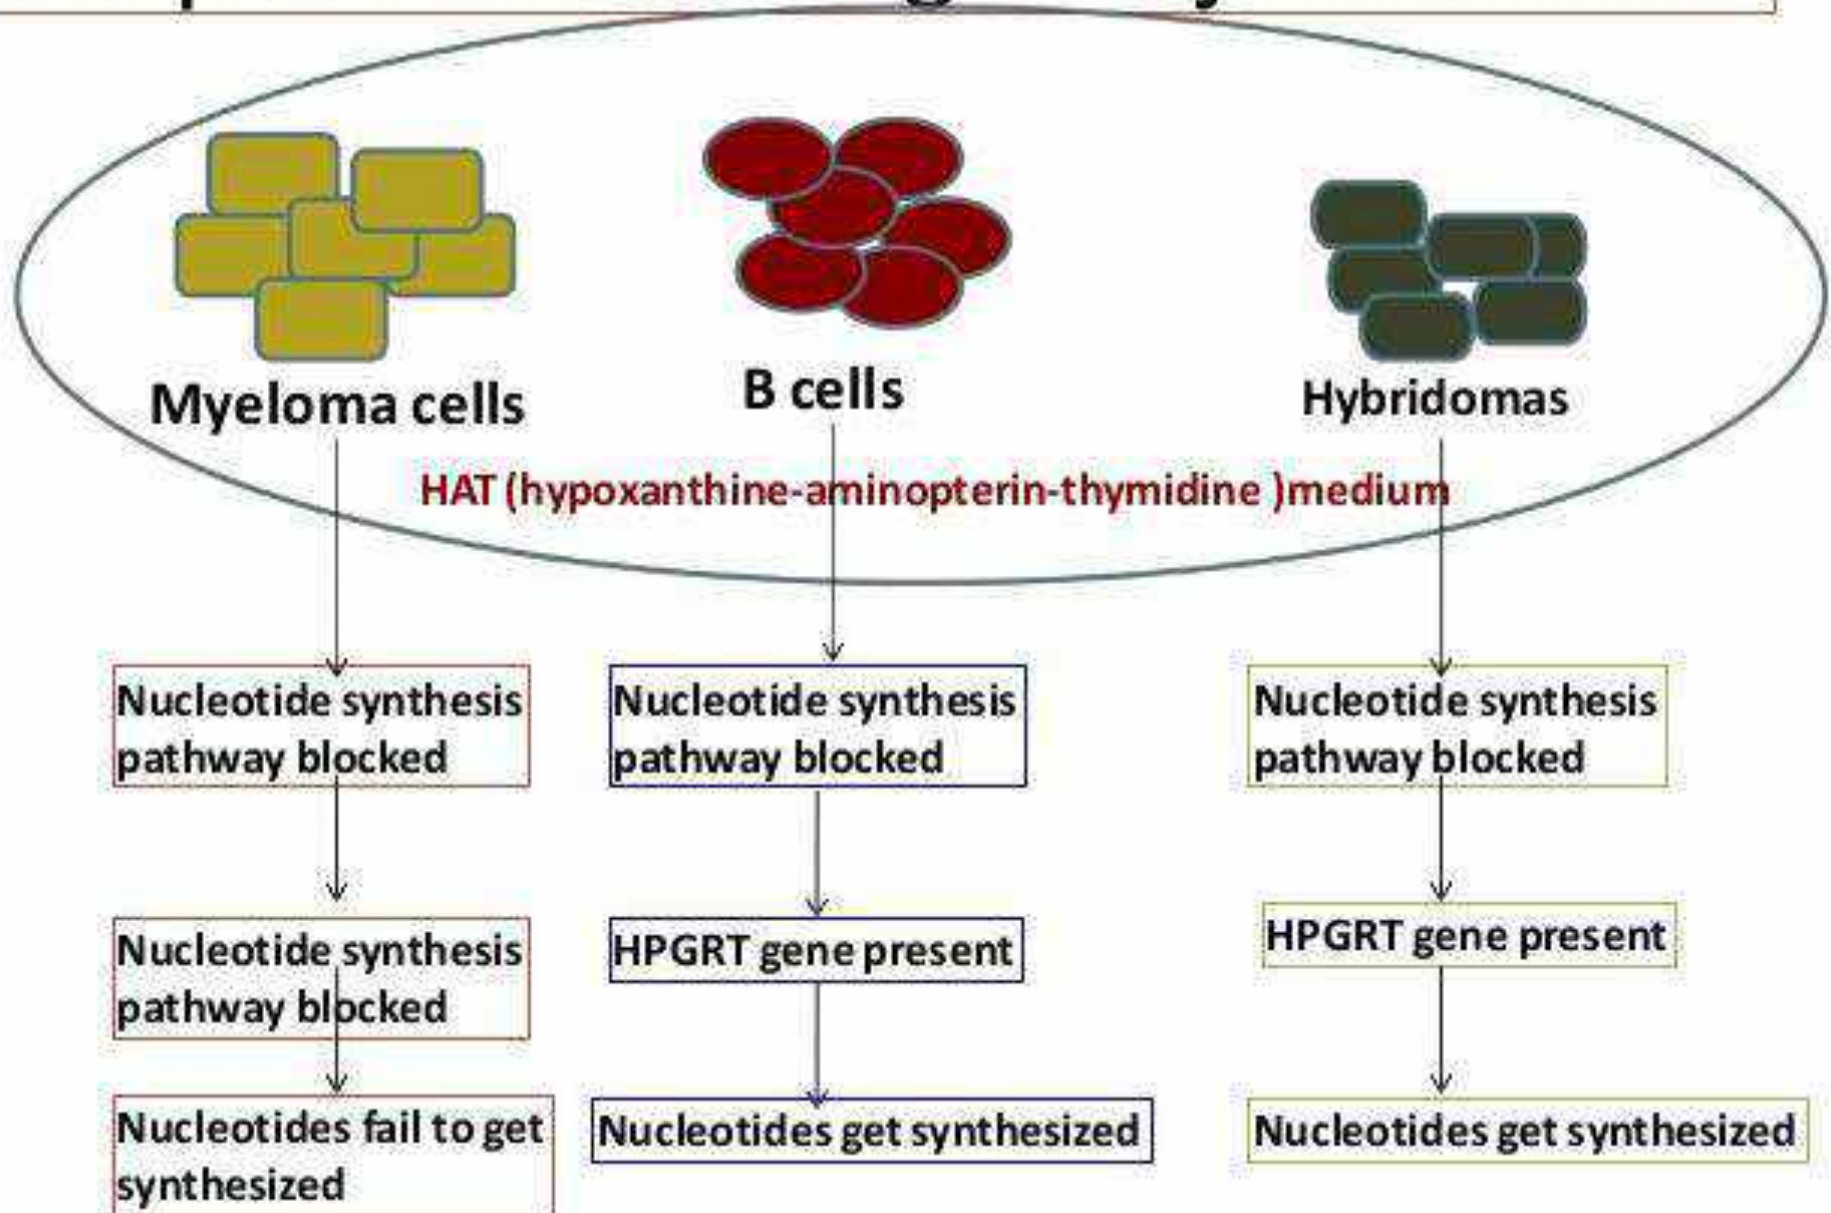 Myeloma cells
B cells
Hybridomas
HAT (hypoxanthine-aminopterin-thymidine )medium
Nucleotide synthesis
pathway blocked
Nucleotide synthesis
pathway blocked
Nucleotide synthesis
pathway blocked
Nucleotide synthesis
pathway blocked
HPGRT gene present
HPGRT gene present
Nucleotides fail to get
synthesized
Nucleotides get synthesized
Nucleotides get synthesized